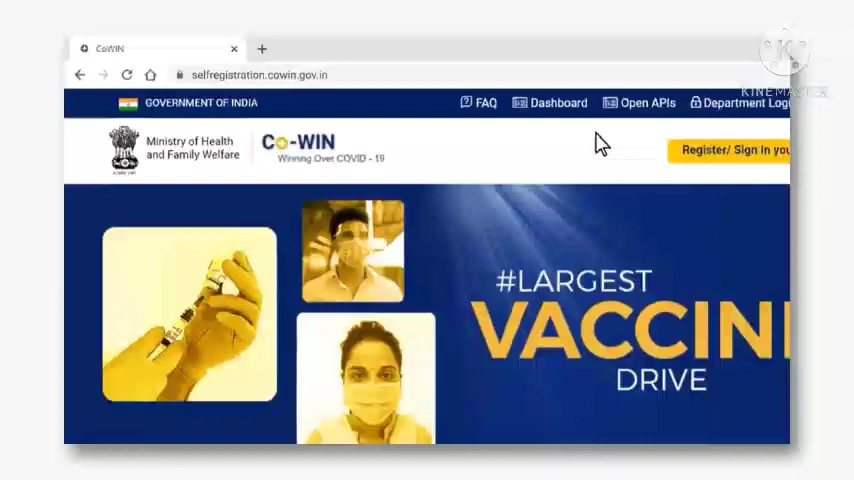 CoWIN
selfregistration.cowin.gov.in
GOVERNMENT OF INDIA
FAQ
Dashboard
Open APIs
Department Logi
Ministry of Health
and Family Welfare
Co-WIN
Winning Over COVID - 19
Register/ Sign In you
#LARGEST
VACCIN
DRIVE
KINEMASTER